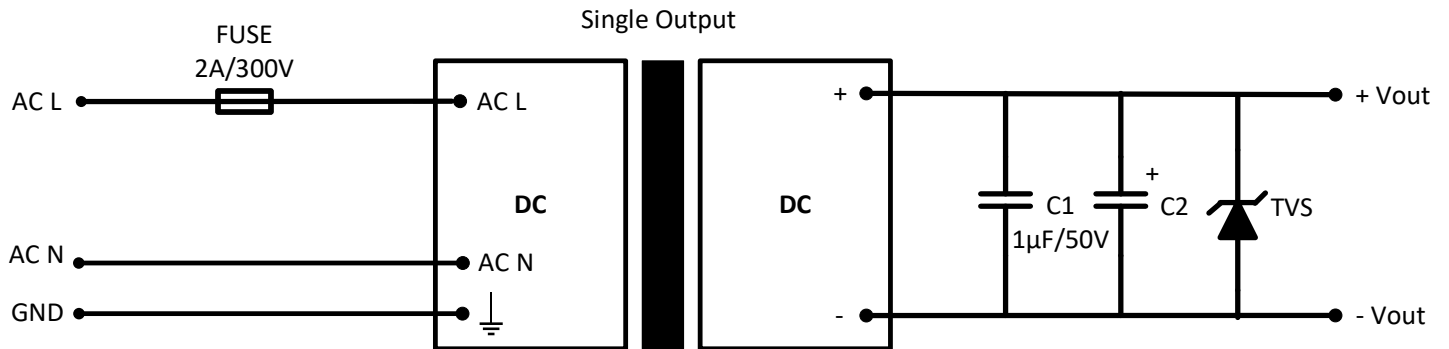 Single Output
FUSE
2A/300V
AC L
AC L
+
+ Vout
DC
DC
+
C1
1µF/50V
C2
TVS
AC N
AC N
GND
-
- Vout